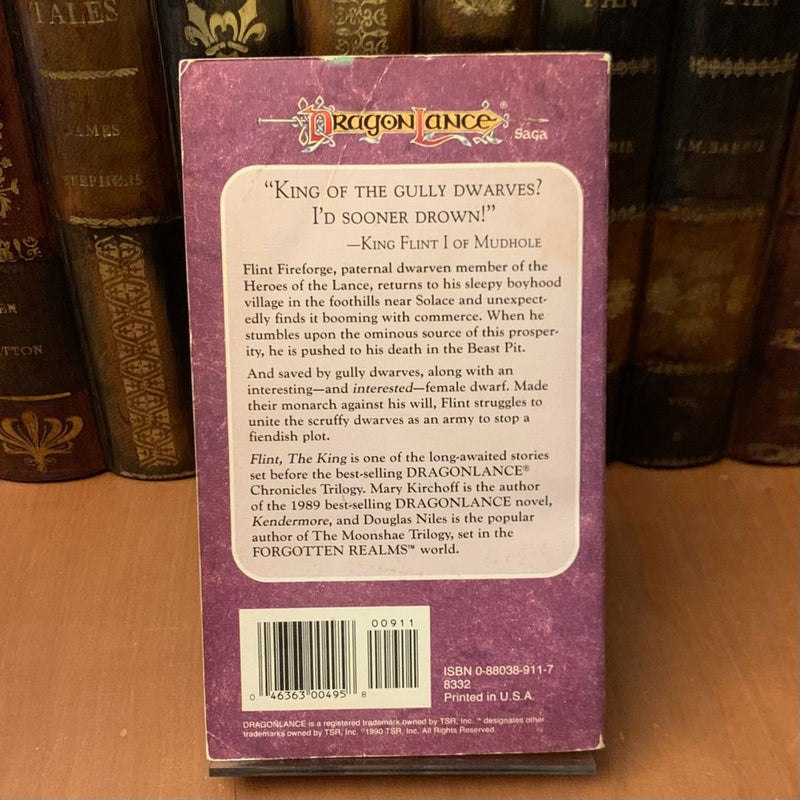 TALES
JAMES
STEPHENS
J.M. BARRIE
VOL
DRAGONLANCE®
SAGA
“KING OF THE GULLY DWARVES?
I’D SOONER DROWN!”
—KING FLINT I OF MUDHOLE
Flint Fireforge, paternal dwarven member of the
Heroes of the Lance, returns to his sleepy boyhood
village in the foothills near Solace and unexpect-
edly finds it booming with commerce. When he
stumbles upon the ominous source of this prosper-
ity, he is pushed to his death in the Beast Pit.
And saved by gully dwarves, along with an
interesting—and interested—female dwarf. Made
their monarch against his will, Flint struggles to
unite the scruffy dwarves as an army to stop a
fiendish plot.
Flint, The King is one of the long-awaited stories
set before the best-selling DRAGONLANCE®
Chronicles Trilogy. Mary Kirchoff is the author
of the 1989 best-selling DRAGONLANCE novel,
Kendermore, and Douglas Niles is the popular
author of The Moonshae Trilogy, set in the
FORGOTTEN REALMS™ world.
00911
0 46363 00495 8
ISBN 0-88038-911-7
8332
Printed in U.S.A.
DRAGONLANCE is a registered trademark owned by TSR, Inc. ™ designates other
trademarks owned by TSR, Inc. ©1990 TSR, Inc. All Rights Reserved.